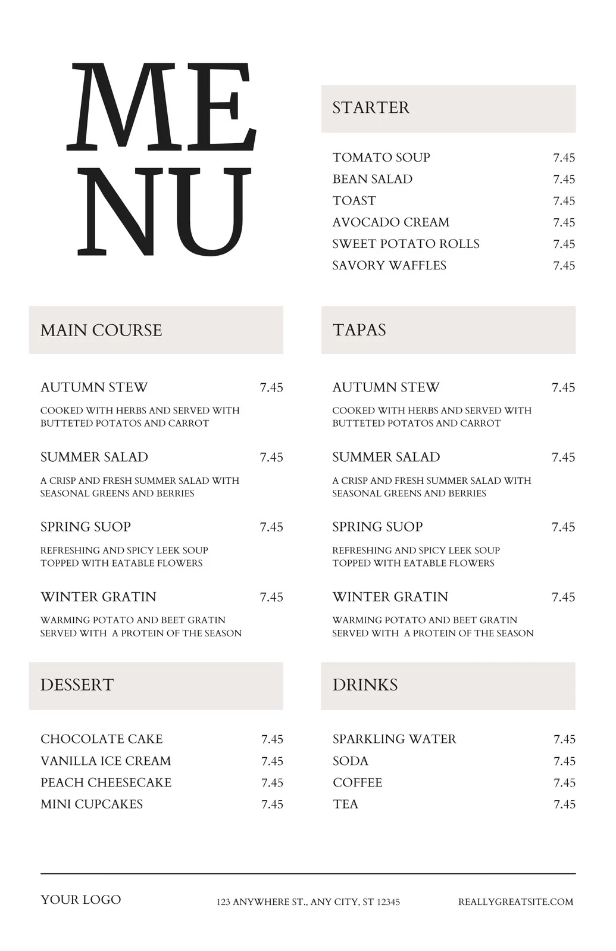 ME
NU
STARTER
TOMATO SOUP 7.45
BEAN SALAD 7.45
TOAST 7.45
AVOCADO CREAM 7.45
SWEET POTATO ROLLS 7.45
SAVORY WAFFLES 7.45
MAIN COURSE
AUTUMN STEW 7.45
COOKED WITH HERBS AND SERVED WITH
BUTTETED POTATOS AND CARROT
SUMMER SALAD 7.45
A CRISP AND FRESH SUMMER SALAD WITH
SEASONAL GREENS AND BERRIES
SPRING SUOP 7.45
REFRESHING AND SPICY LEEK SOUP
TOPPED WITH EATABLE FLOWERS
WINTER GRATIN 7.45
WARMING POTATO AND BEET GRATIN
SERVED WITH A PROTEIN OF THE SEASON
TAPAS
AUTUMN STEW 7.45
COOKED WITH HERBS AND SERVED WITH
BUTTETED POTATOS AND CARROT
SUMMER SALAD 7.45
A CRISP AND FRESH SUMMER SALAD WITH
SEASONAL GREENS AND BERRIES
SPRING SUOP 7.45
REFRESHING AND SPICY LEEK SOUP
TOPPED WITH EATABLE FLOWERS
WINTER GRATIN 7.45
WARMING POTATO AND BEET GRATIN
SERVED WITH A PROTEIN OF THE SEASON
DESSERT
CHOCOLATE CAKE 7.45
VANILLA ICE CREAM 7.45
PEACH CHEESECAKE 7.45
MINI CUPCAKES 7.45
DRINKS
SPARKLING WATER 7.45
SODA 7.45
COFFEE 7.45
TEA 7.45
YOUR LOGO 123 ANYWHERE ST., ANY CITY, ST 12345 REALLYGREATSITE.COM